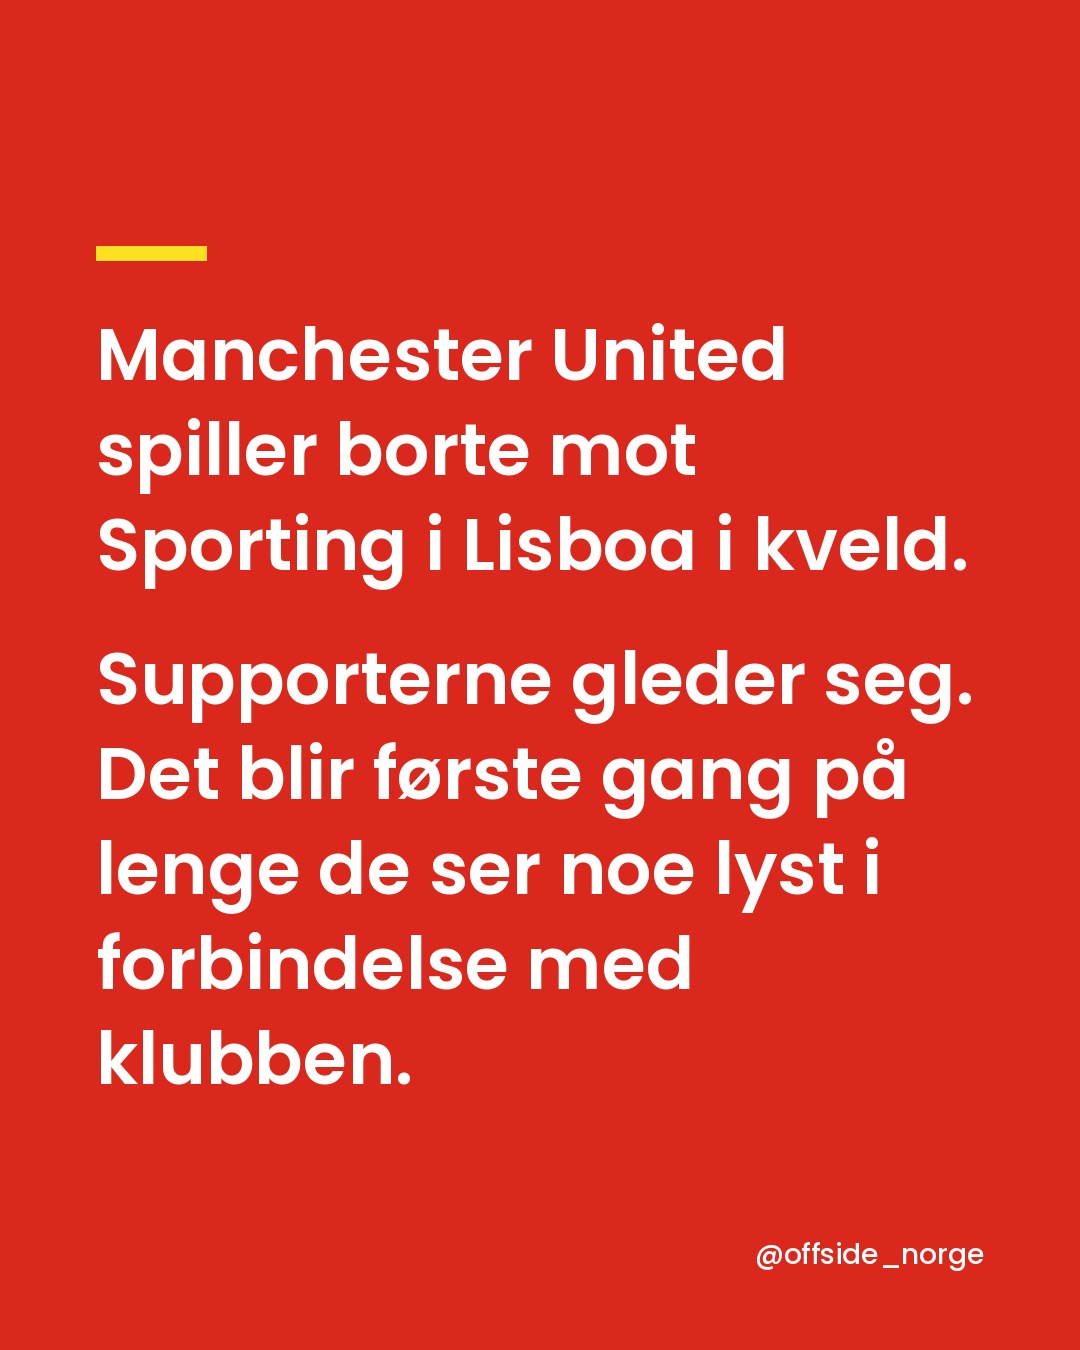 Manchester United
spiller borte mot
Sporting i Lisboa i kveld.
Supporterne gleder seg.
Det blir første gang på
lenge de ser noe lyst i
forbindelse med
klubben.
@offside_norge